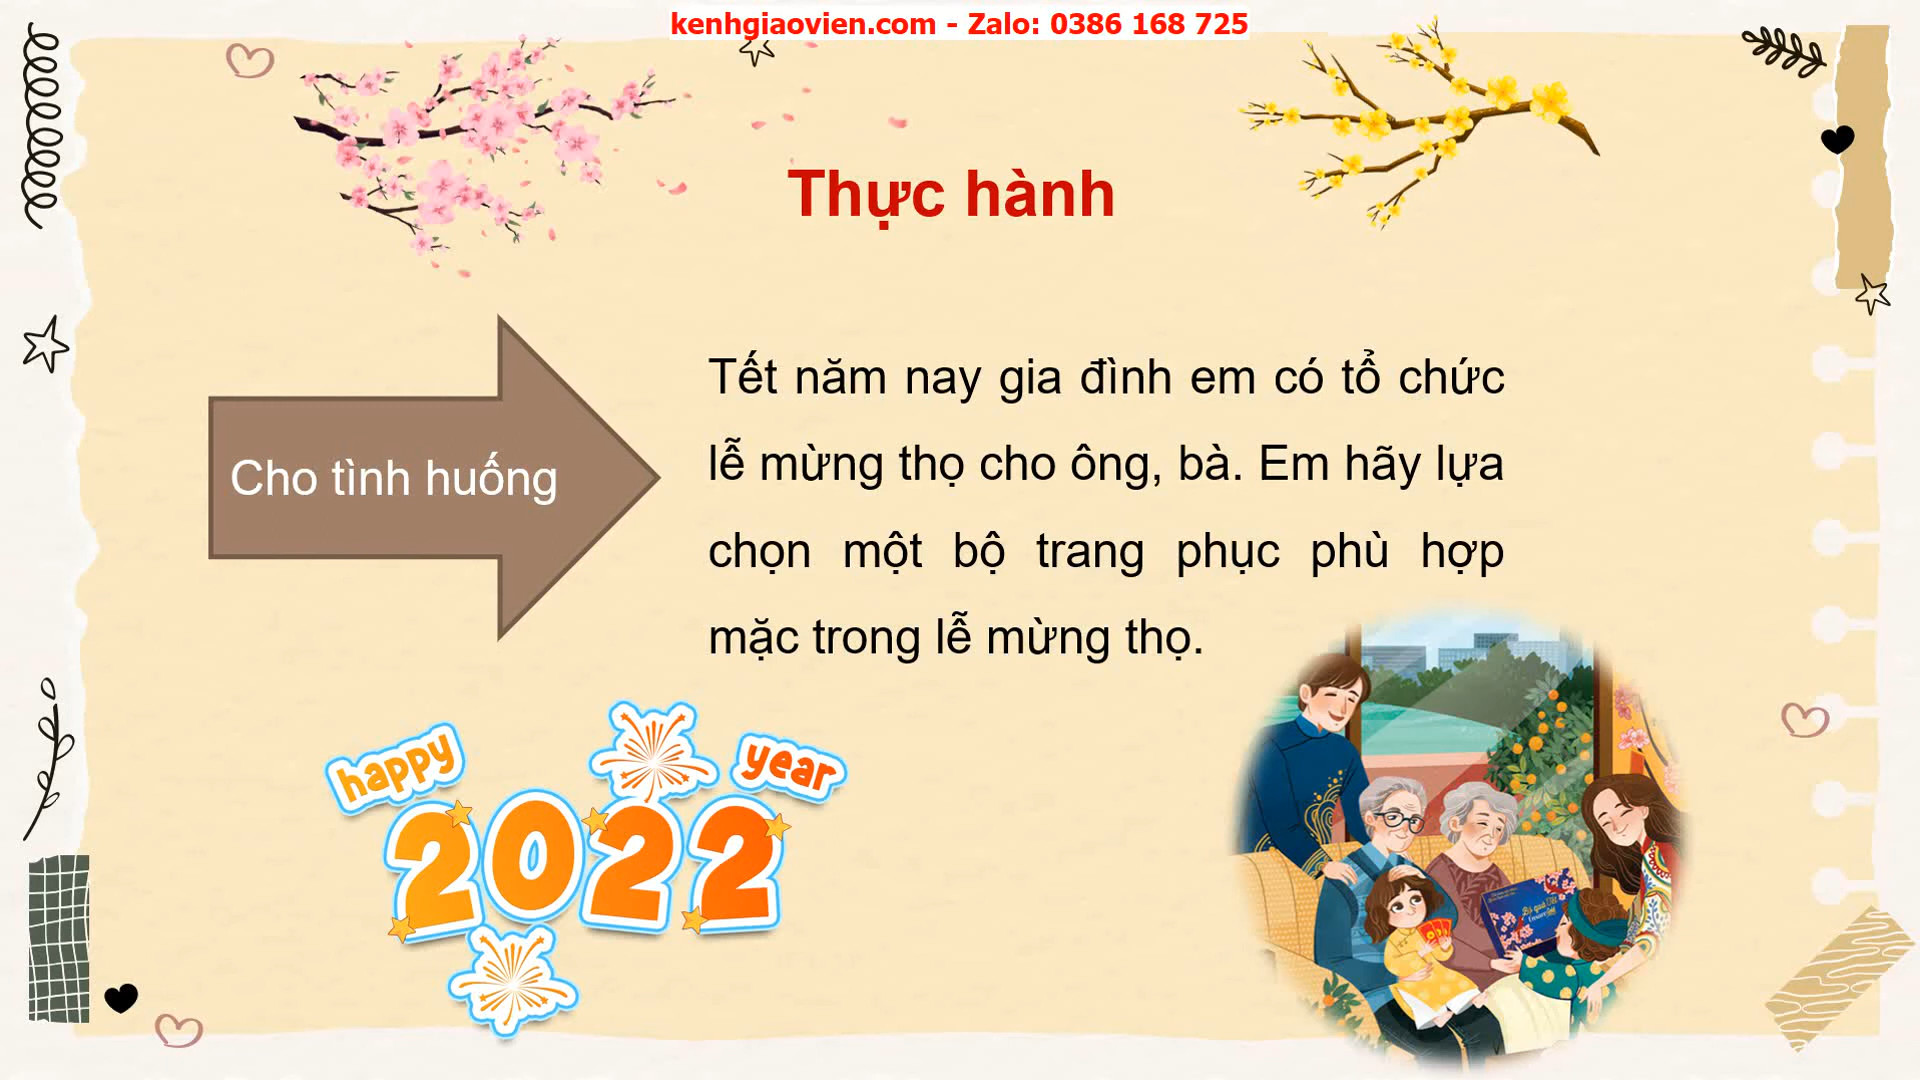 kenhgiaovien.com - Zalo: 0386 168 725
Thực hành
Cho tình huống
Tết năm nay gia đình em có tổ chức
lễ mừng thọ cho ông, bà. Em hãy lựa
chọn một bộ trang phục phù hợp
mặc trong lễ mừng thọ.
happy
year
2022